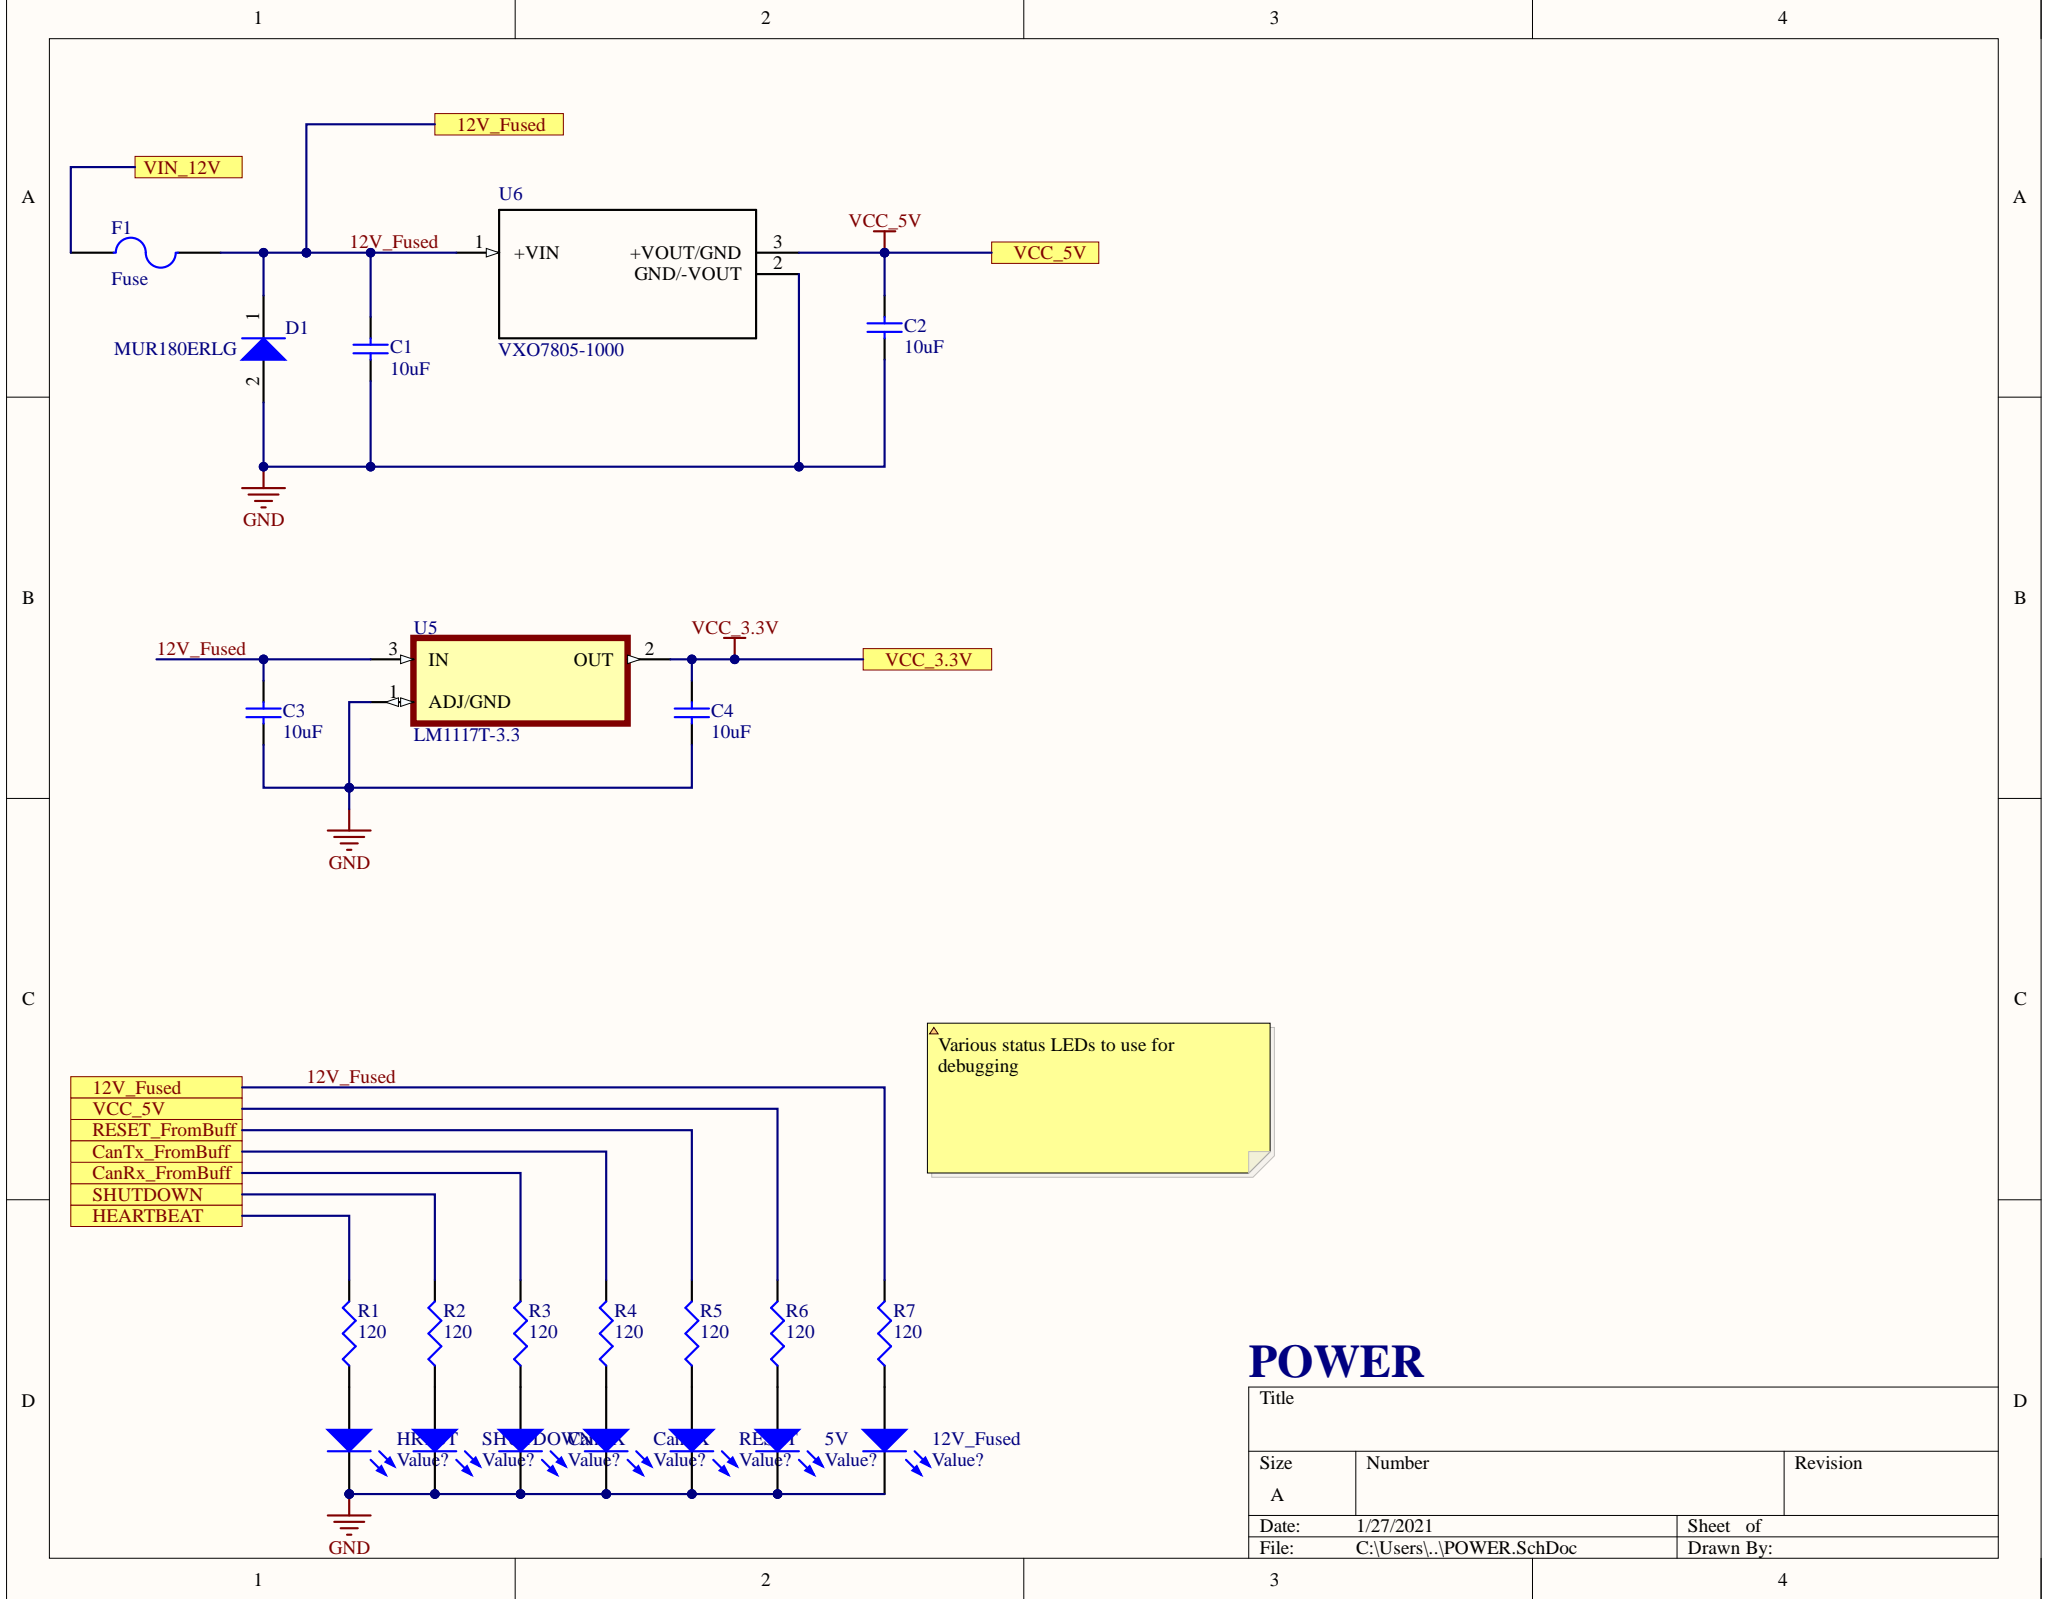 1 2 3 4
A A
12V_Fused
VIN_12V
U6
F1
Fuse
12V_Fused
1
+VIN
+VOUT/GND
GND/-VOUT
3
2
VCC_5V
VCC_5V
VXO7805-1000
1
D1
MUR180ERLG
2
C1
10uF
C2
10uF
GND
B B
U5
12V_Fused
3
IN
OUT
2
VCC_3.3V
VCC_3.3V
1
ADJ/GND
LM1117T-3.3
C3
10uF
C4
10uF
GND
C C
Various status LEDs to use for
debugging
12V_Fused
12V_Fused
VCC_5V
RESET_FromBuff
CanTx_FromBuff
CanRx_FromBuff
SHUTDOWN
HEARTBEAT
R1 R2 R3 R4 R5 R6 R7
120 120 120 120 120 120 120
5V 12V_Fused
Value? Value? Value? Value? Value? Value? Value?
GND
D D
POWER
Title
Size
A
Number
Revision
Date: 1/27/2021
Sheet of
File: C:\Users\..\POWER.SchDoc
Drawn By:
1 2 3 4